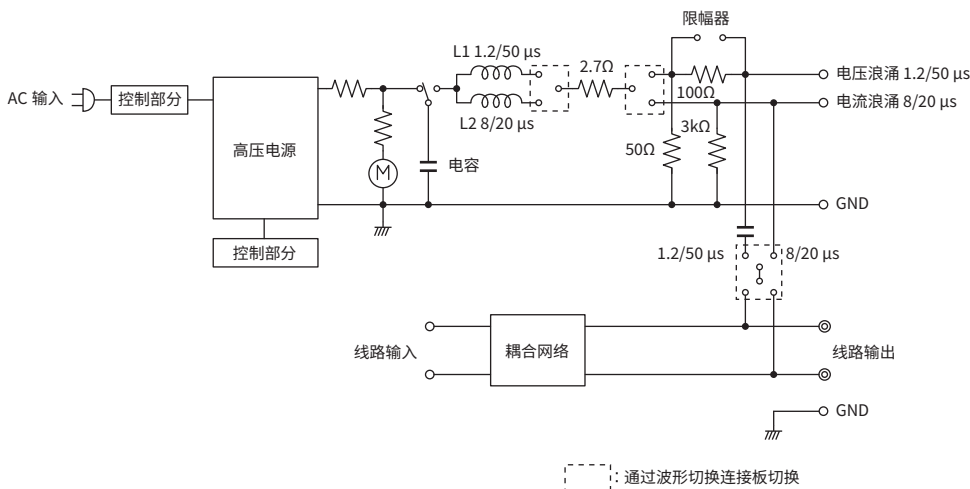 限幅器
L1 1.2/50 μs
2.7Ω
AC 输入
控制部分
100Ω
电压浪涌 1.2/50 μs
电流浪涌 8/20 μs
L2 8/20 μs
3kΩ
高压电源
50Ω
M
电容
GND
控制部分
1.2/50 μs
8/20 μs
线路输入
耦合网络
线路输出
GND
: 通过波形切换连接板切换